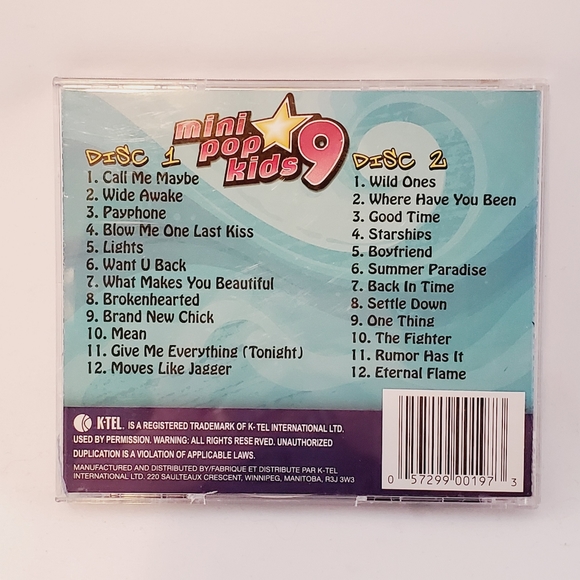 mini
pop
kids 9
DISC 1
1. Call Me Maybe
2. Wide Awake
3. Payphone
4. Blow Me One Last Kiss
5. Lights
6. Want U Back
7. What Makes You Beautiful
8. Brokenhearted
9. Brand New Chick
10. Mean
11. Give Me Everything (Tonight)
12. Moves Like Jagger
DISC 2
1. Wild Ones
2. Where Have You Been
3. Good Time
4. Starships
5. Boyfriend
6. Summer Paradise
7. Back In Time
8. Settle Down
9. One Thing
10. The Fighter
11. Rumor Has It
12. Eternal Flame
K-TEL IS A REGISTERED TRADEMARK OF K-TEL INTERNATIONAL LTD.
USED BY PERMISSION. WARNING: ALL RIGHTS RESERVED. UNAUTHORIZED
DUPLICATION IS A VIOLATION OF APPLICABLE LAWS.
MANUFACTURED AND DISTRIBUTED BY/FABRIQUE ET DISTRIBUTE PAR K-TEL
INTERNATIONAL LTD. 220 SAULTEAUX CRESCENT, WINNIPEG, MANITOBA, R3J 3W3
0 57299 00197 3